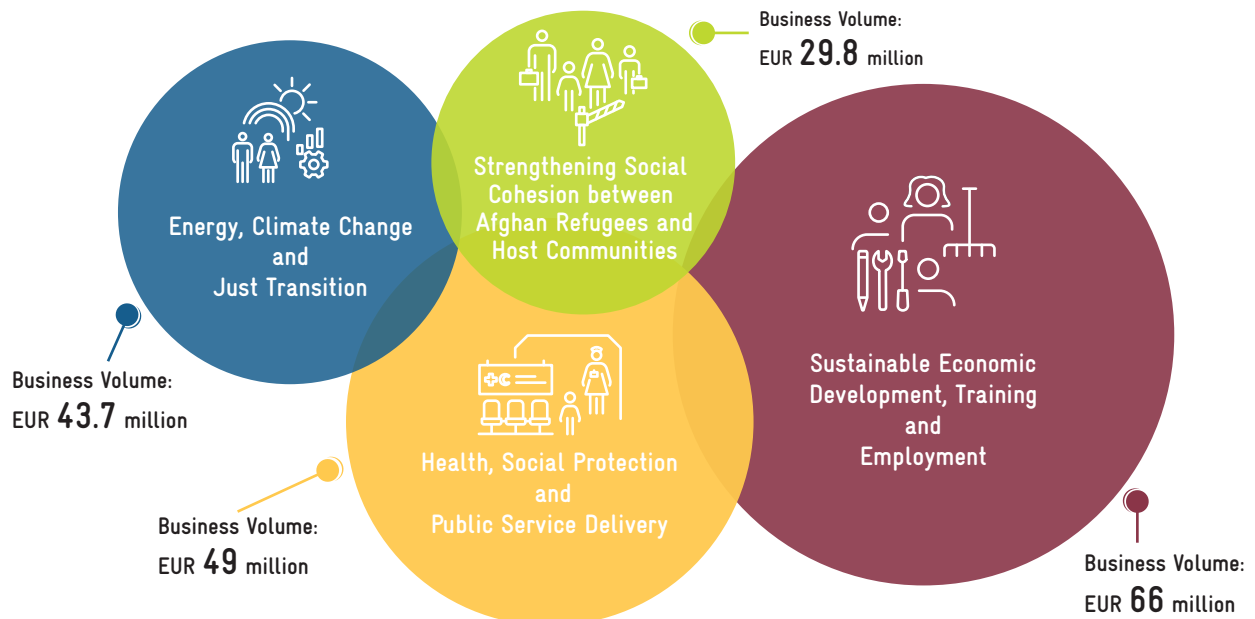 Business Volume:
EUR 29.8 million
Strengthening Social
Cohesion between
Afghan Refugees and
Host Communities
Energy, Climate Change
and
Just Transition
Business Volume:
EUR 43.7 million
Sustainable Economic
Development, Training
and
Employment
Health, Social Protection
and
Public Service Delivery
Business Volume:
EUR 49 million
Business Volume:
EUR 66 million